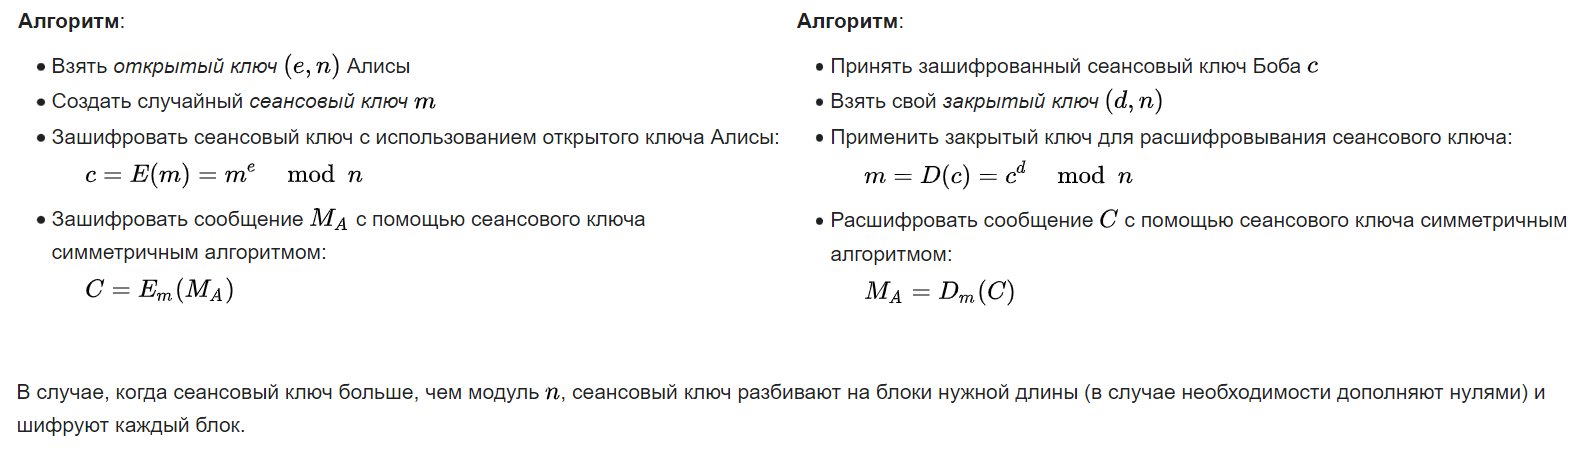 Алгоритм:
• Взять открытый ключ (e, n) Алисы
• Создать случайный сеансовый ключ m
• Зашифровать сеансовый ключ с использованием открытого ключа Алисы:
c = E(m) = m^e mod n
• Зашифровать сообщение M_A с помощью сеансового ключа
симметричным алгоритмом:
C = E_m(M_A)
Алгоритм:
• Принять зашифрованный сеансовый ключ Боба c
• Взять свой закрытый ключ (d, n)
• Применить закрытый ключ для расшифровывания сеансового ключа:
m = D(c) = c^d mod n
• Расшифровать сообщение C с помощью сеансового ключа симметричным
алгоритмом:
M_A = D_m(C)
В случае, когда сеансовый ключ больше, чем модуль n, сеансовый ключ разбивают на блоки нужной длины (в случае необходимости дополняют нулями) и
шифруют каждый блок.